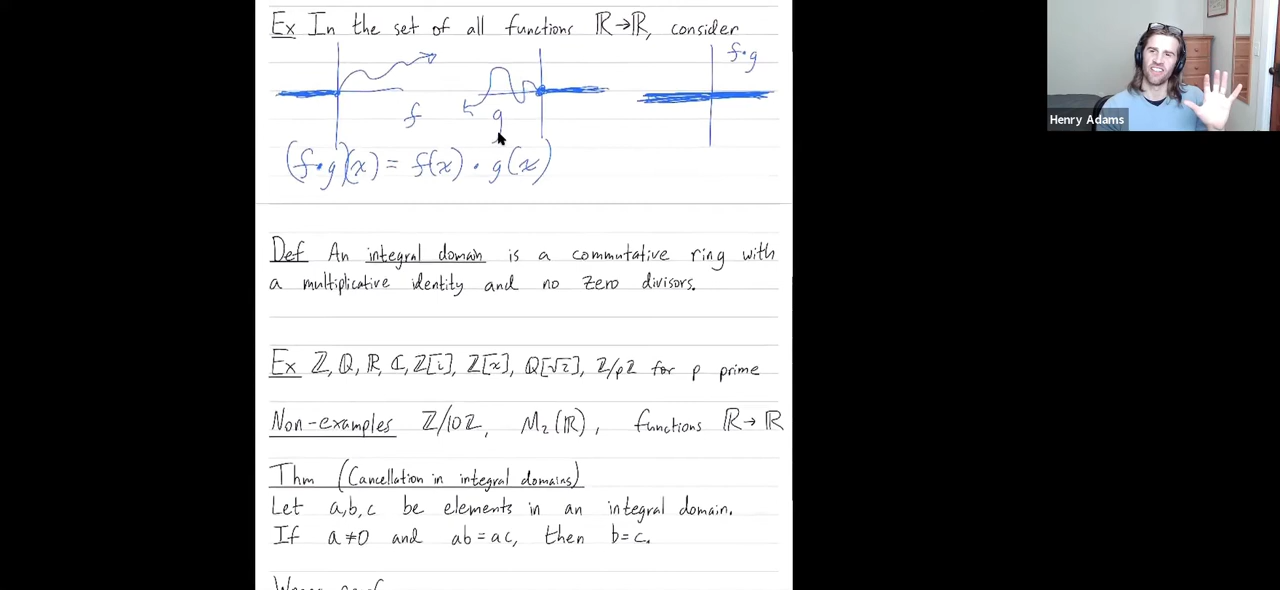 Ex In the set of all functions ℝ→ℝ, consider
f g f·g
(f·g)(x) = f(x) · g(x)
Def An integral domain is a commutative ring with
a multiplicative identity and no zero divisors.
Ex ℤ, ℚ, ℝ, ℂ, ℤ[i], ℤ[x], ℚ[√2], ℤ/pℤ for p prime
Non-examples ℤ/10ℤ, M₂(ℝ), functions ℝ→ℝ
Thm (Cancellation in integral domains)
Let a,b,c be elements in an integral domain.
If a≠0 and ab=ac, then b=c.
Henry Adams